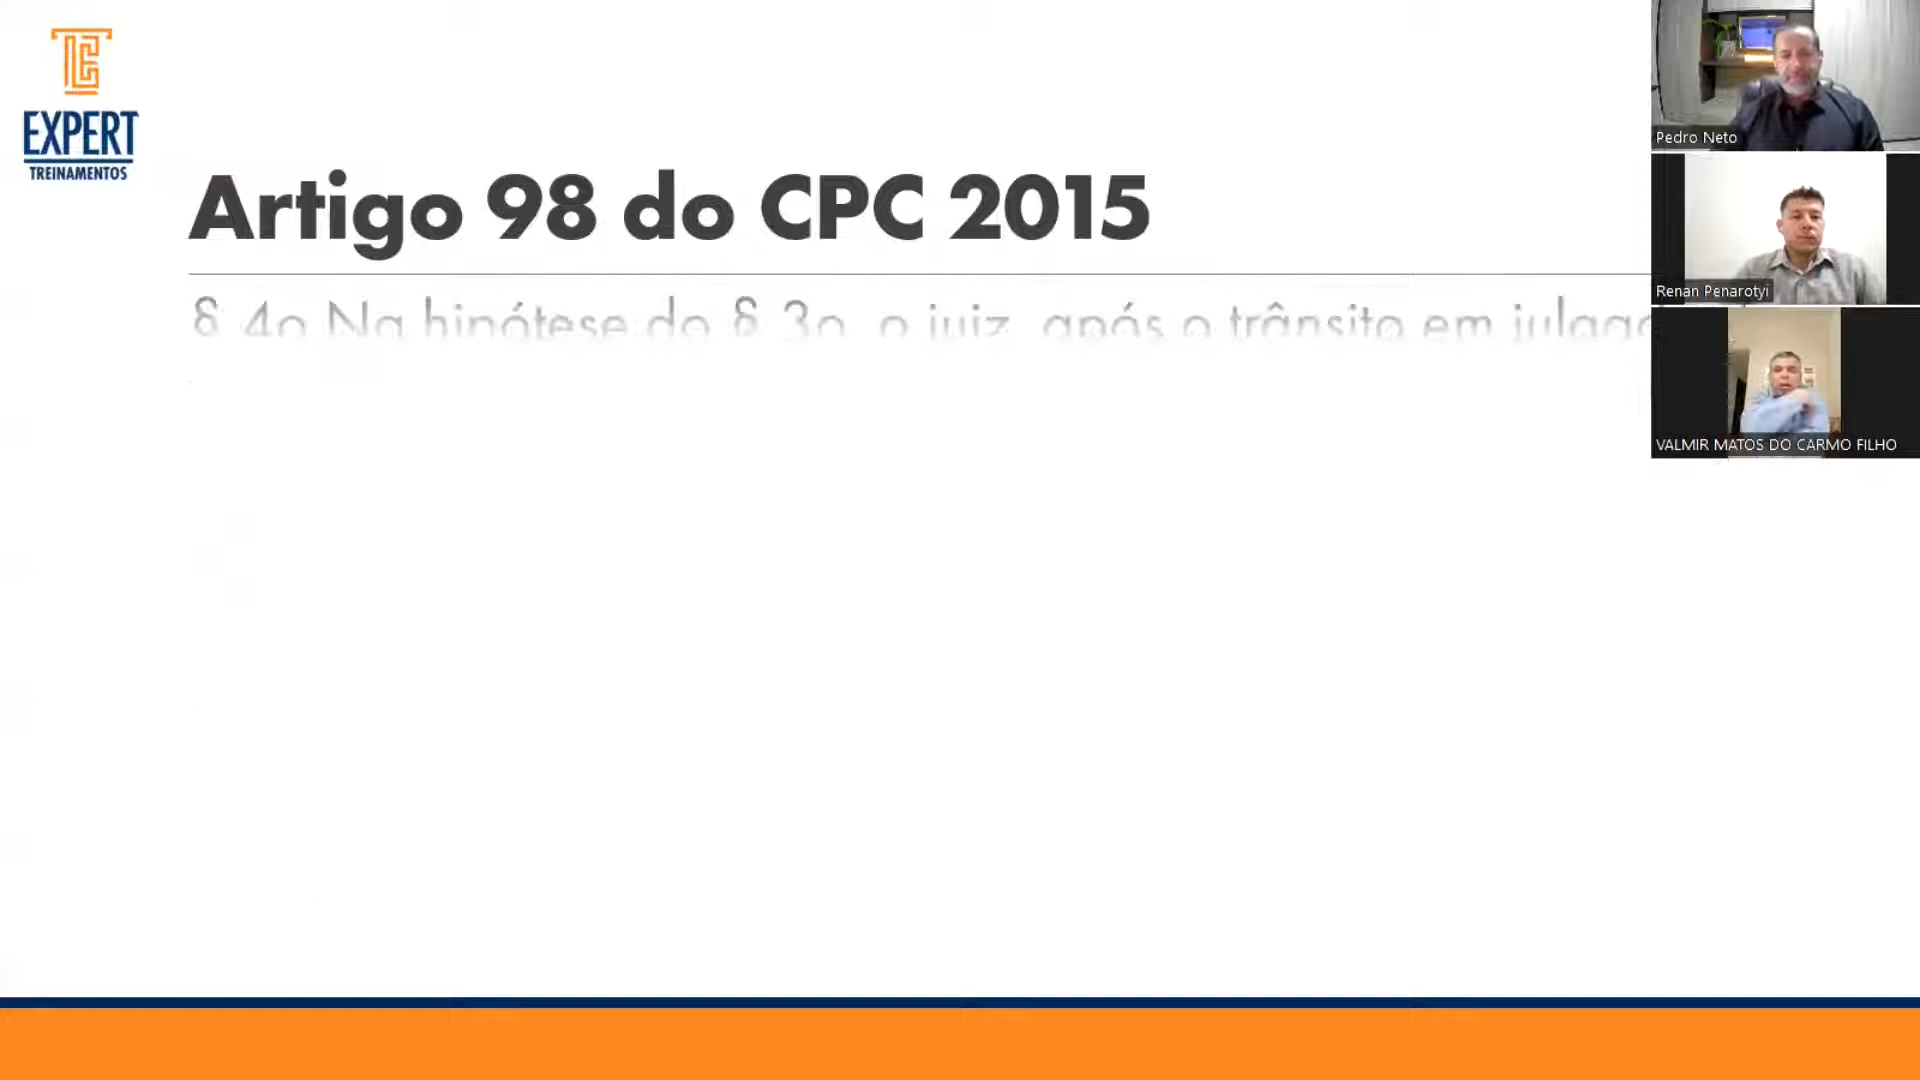 EXPERT
TREINAMENTOS
Artigo 98 do CPC 2015
§ 4o Na hipótese do § 3o, o juiz, após o trânsito em
Pedro Neto
Renan Penarotyi
VALMIR MATOS DO CARMO FILHO